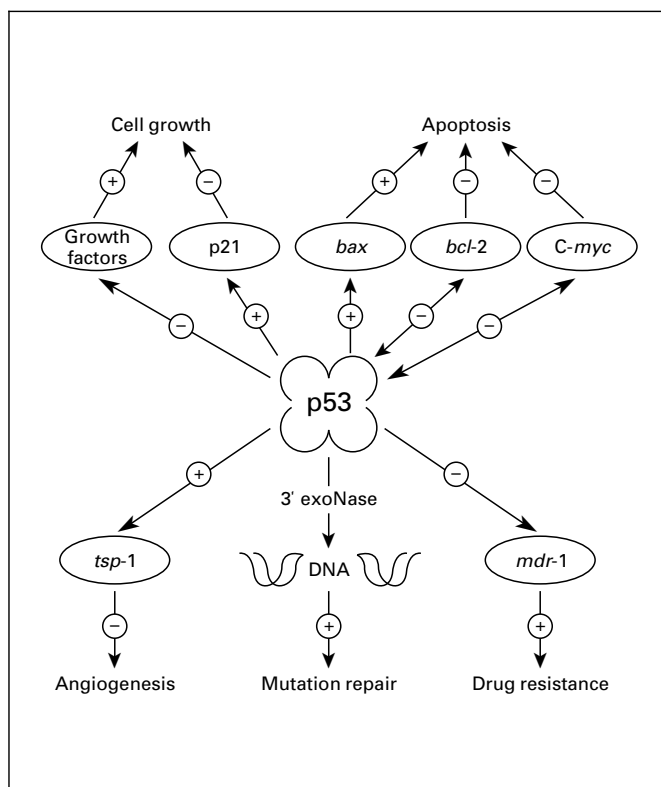 Cell growth
Apoptosis
+
−
+
−
−
Growth
factors
p21
bax
bcl-2
C-myc
−
+
+
−
−
p53
+
−
3' exoNase
tsp-1
DNA
mdr-1
−
+
+
Angiogenesis
Mutation repair
Drug resistance